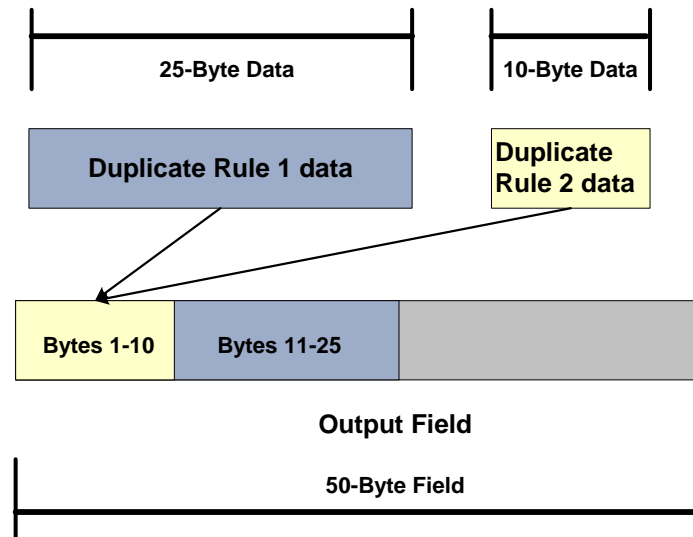 25-Byte Data
10-Byte Data
Duplicate Rule 1 data
Duplicate
Rule 2 data
Bytes 1-10
Bytes 11-25
Output Field
50-Byte Field